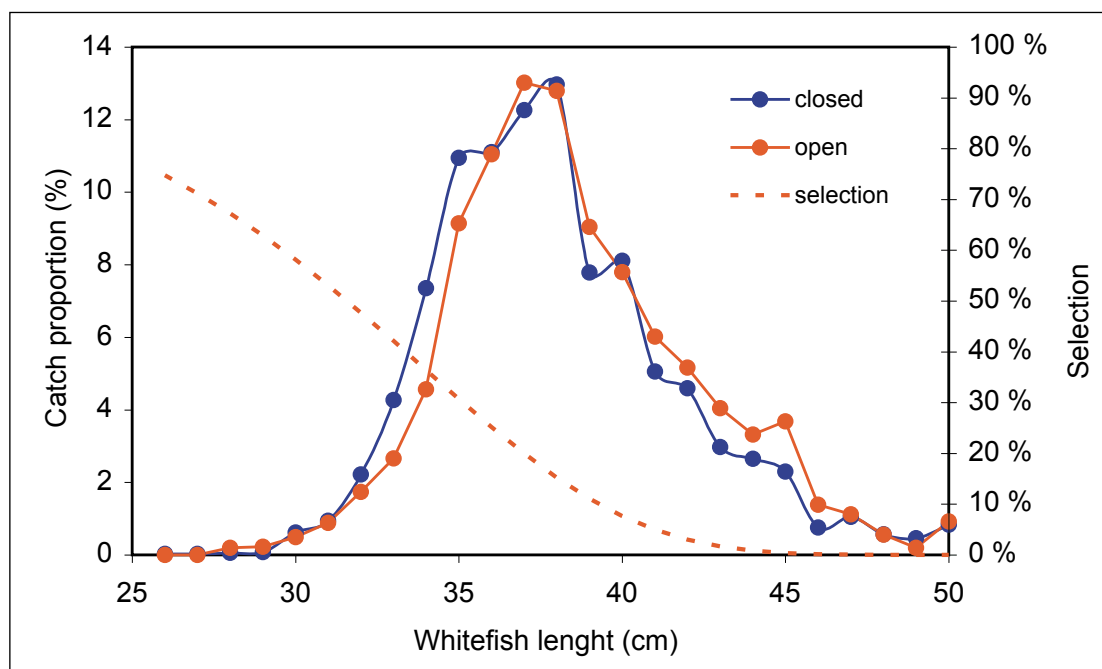 14
12
10
8
6
4
2
0
Catch proportion (%)
100 %
90 %
80 %
70 %
60 %
50 %
40 %
30 %
20 %
10 %
0 %
Selection
closed
open
selection
25 30 35 40 45 50
Whitefish lenght (cm)